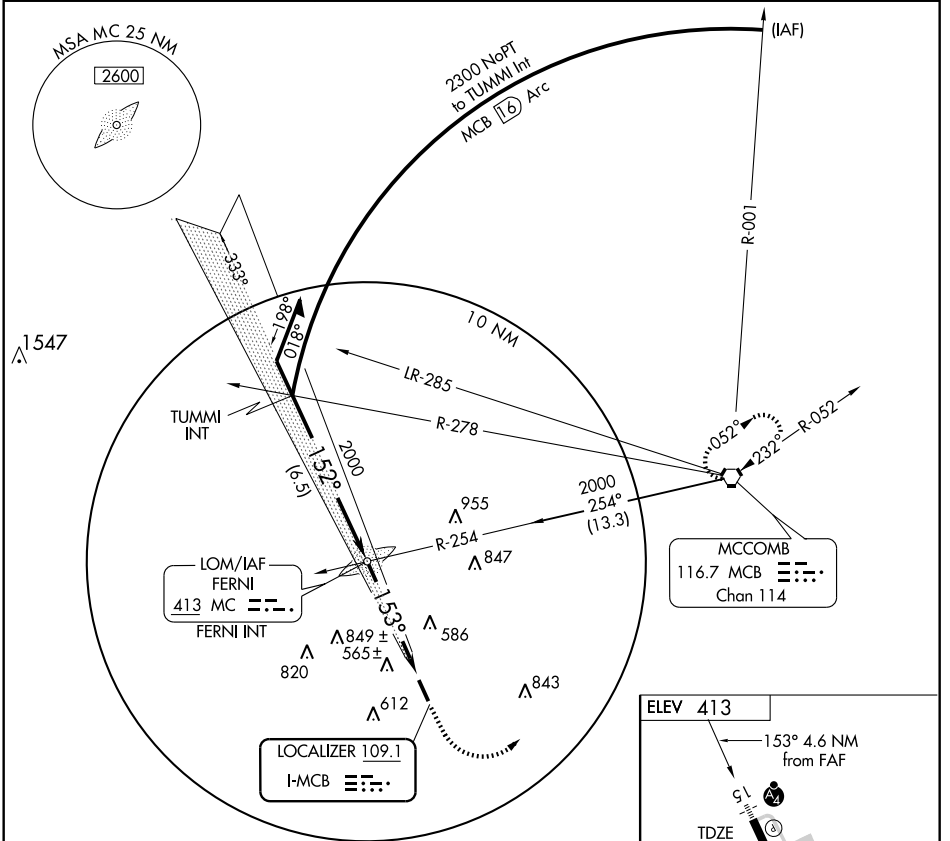 MSA MC 25 NM
2600
(IAF)
2300 NoPT
to TUMMI Int
MCB 16 Arc
R-001
333°
198°
018°
10 NM
1547
LR-285
TUMMI
INT
R-278
052°
R-052
232°
152°
2000
(6.5)
2000
254°
(13.3)
955
R-254
847
LOM/IAF
FERNI
413 MC
FERNI INT
MCCOMB
116.7 MCB
Chan 114
153°
849 ±
586
565 ±
820
843
612
LOCALIZER 109.1
I-MCB
ELEV 413
153° 4.6 NM
from FAF
15
A4
TDZE